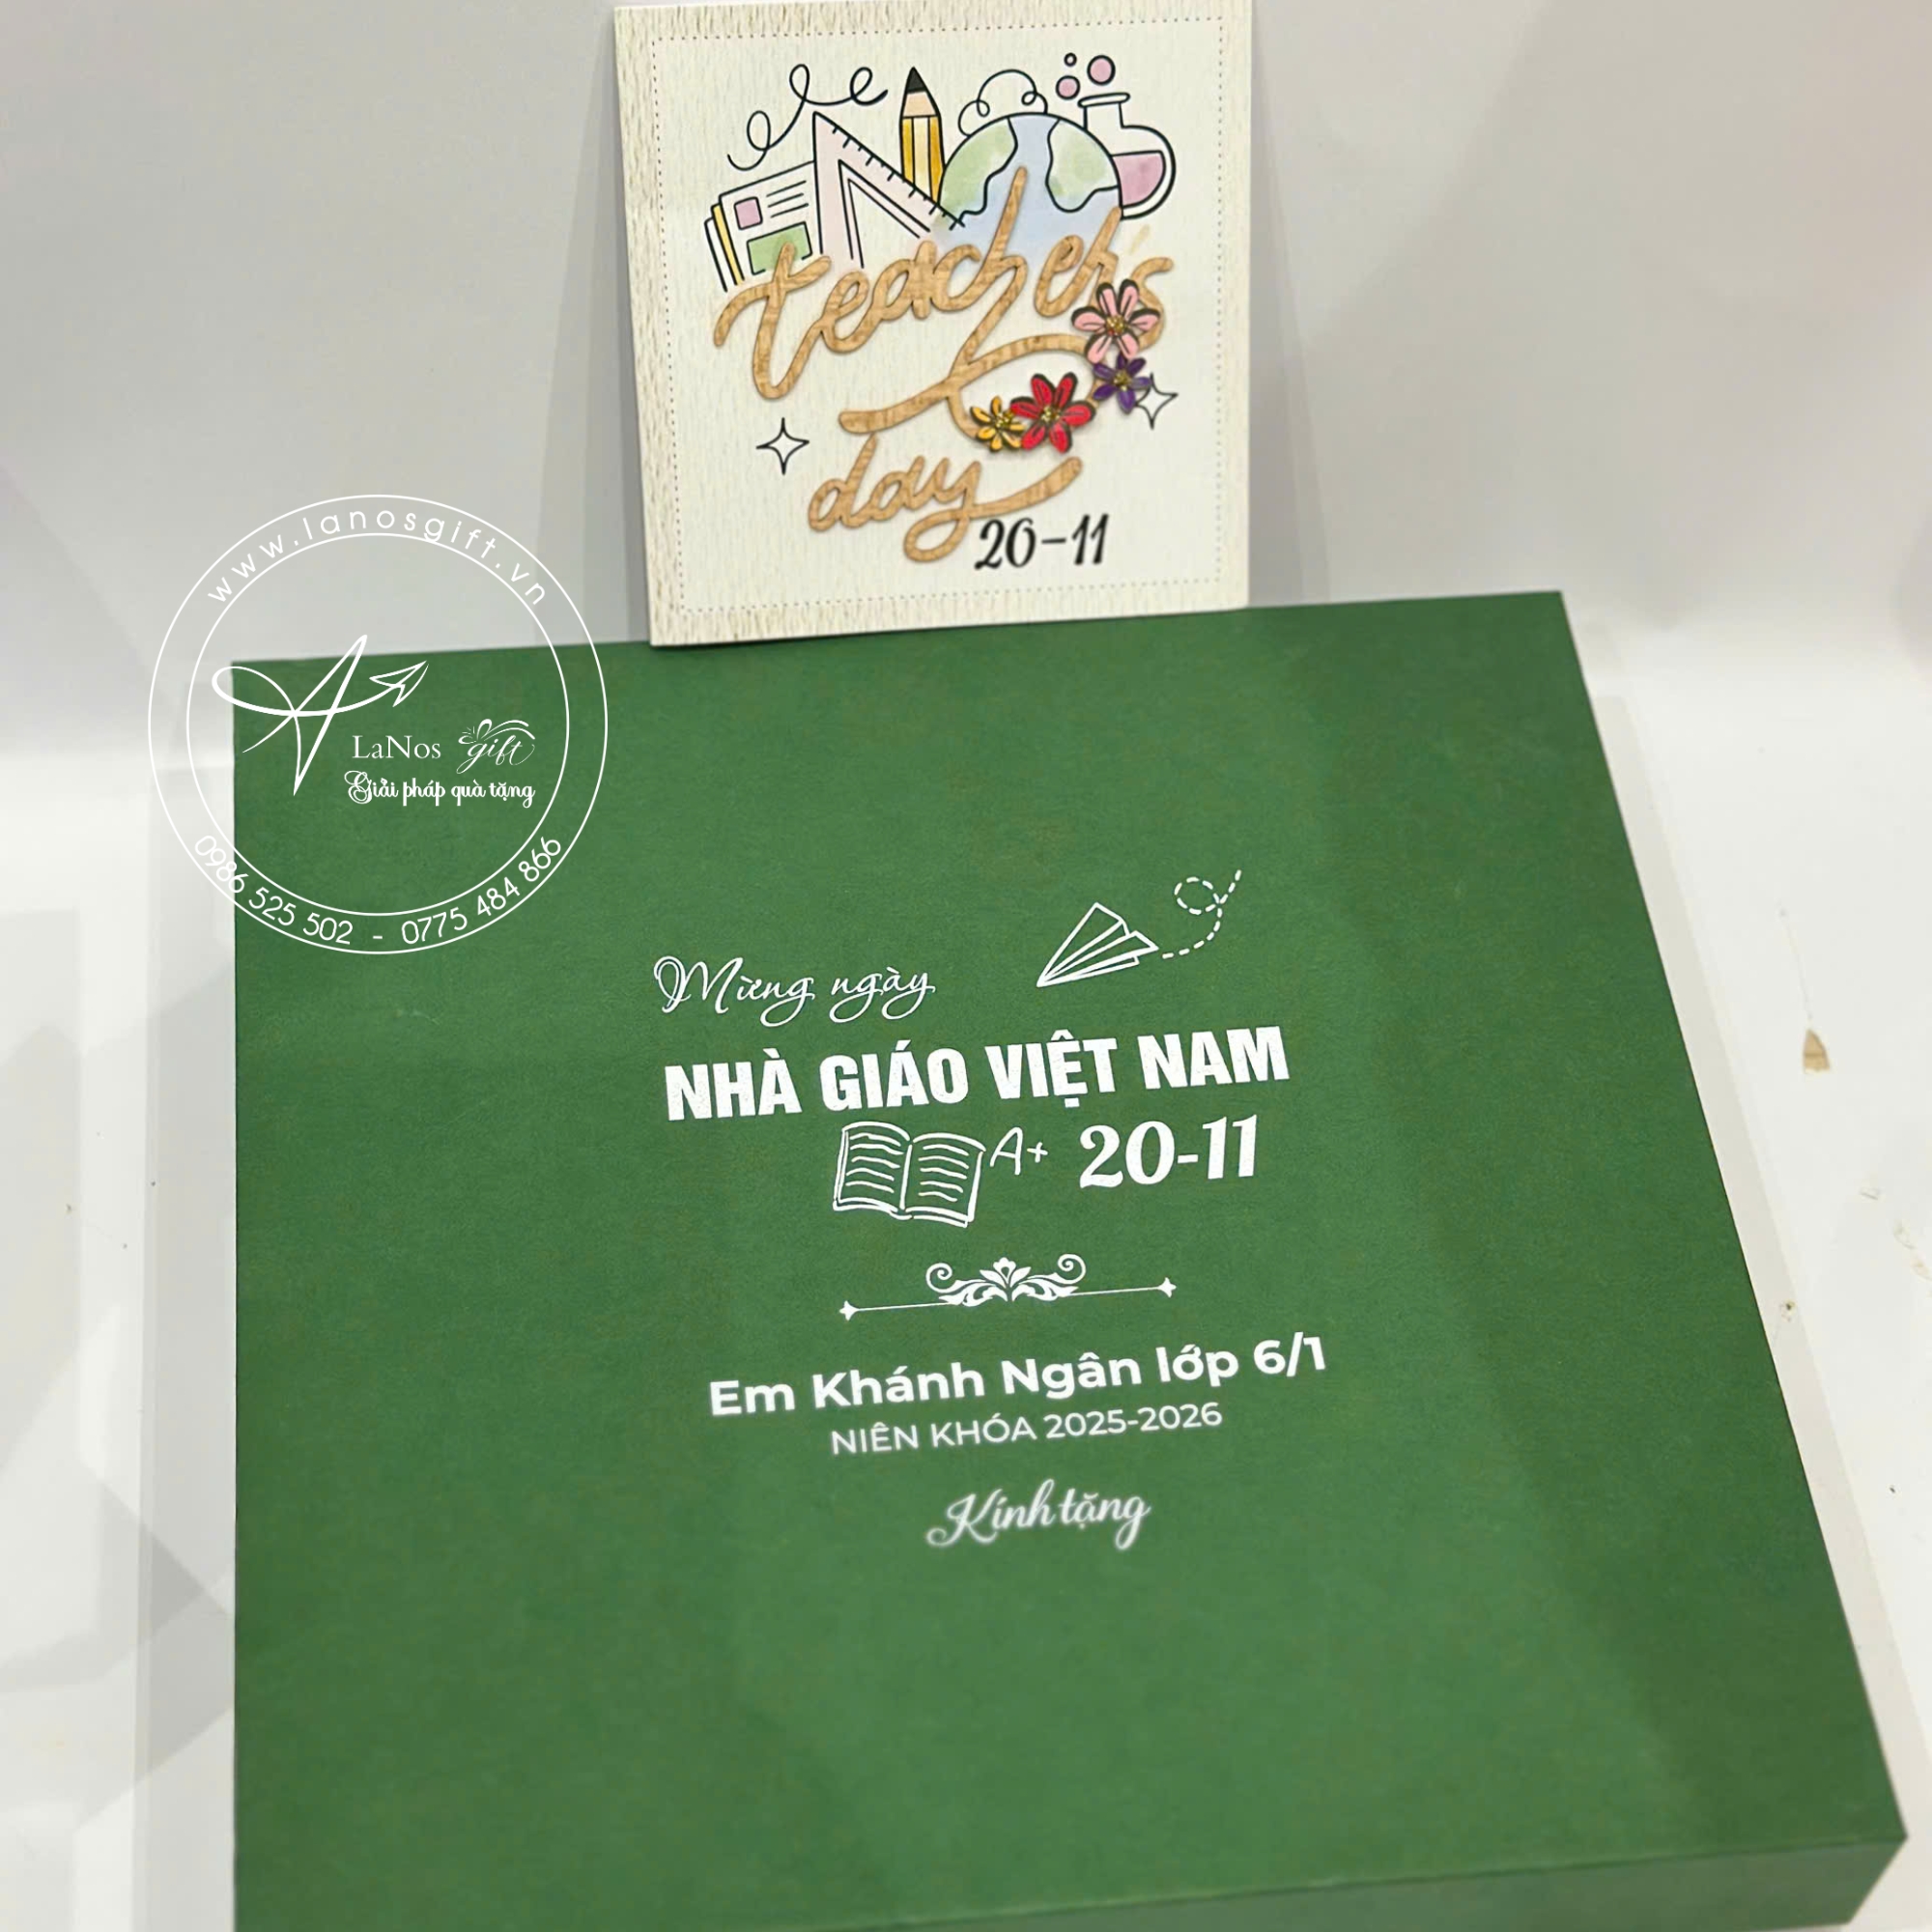 teacher's
day
20-11
www.lanosgift.vn
LaNos gift
Giải pháp quà tặng
0986 525 502 - 0775 484 866
Mừng ngày
NHÀ GIÁO VIỆT NAM
A+ 20-11
Em Khánh Ngân lớp 6/1
NIÊN KHÓA 2025-2026
Kính tặng